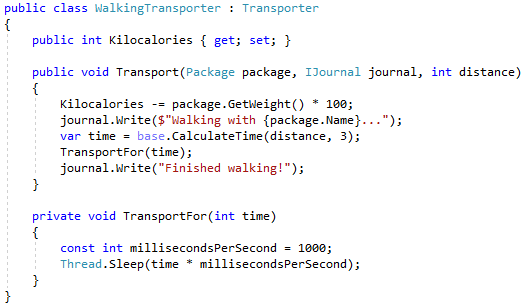 public class WalkingTransporter : Transporter
{
    public int Kilocalories { get; set; }

    public void Transport(Package package, IJournal journal, int distance)
    {
        Kilocalories -= package.GetWeight() * 100;
        journal.Write($"Walking with {package.Name}...");
        var time = base.CalculateTime(distance, 3);
        TransportFor(time);
        journal.Write("Finished walking!");
    }

    private void TransportFor(int time)
    {
        const int millisecondsPerSecond = 1000;
        Thread.Sleep(time * millisecondsPerSecond);
    }
}